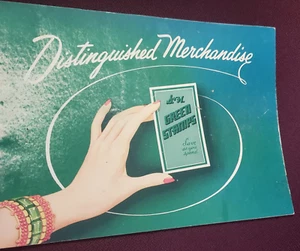 Distinguished Merchandise
S&H
GREEN
STAMPS